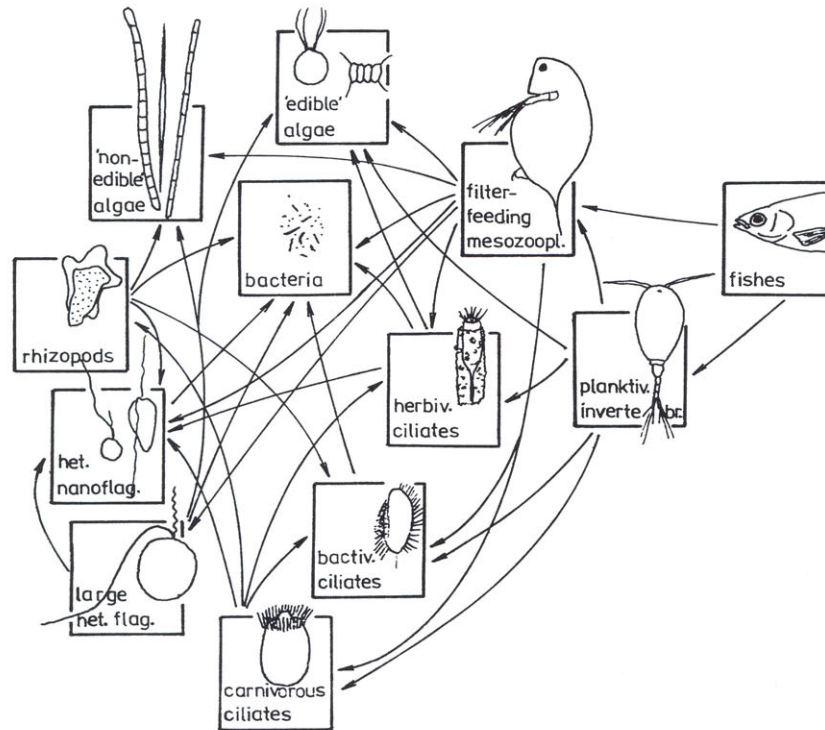 'edible'
algae
'non-
edible'
algae
filter-
feeding
mesozoopl.
bacteria
fishes
rhizopods
herbiv.
ciliates
planktiv.
inverte br.
het.
nanoflag.
bactiv.
ciliates
large
het. flag.
carnivorous
ciliates